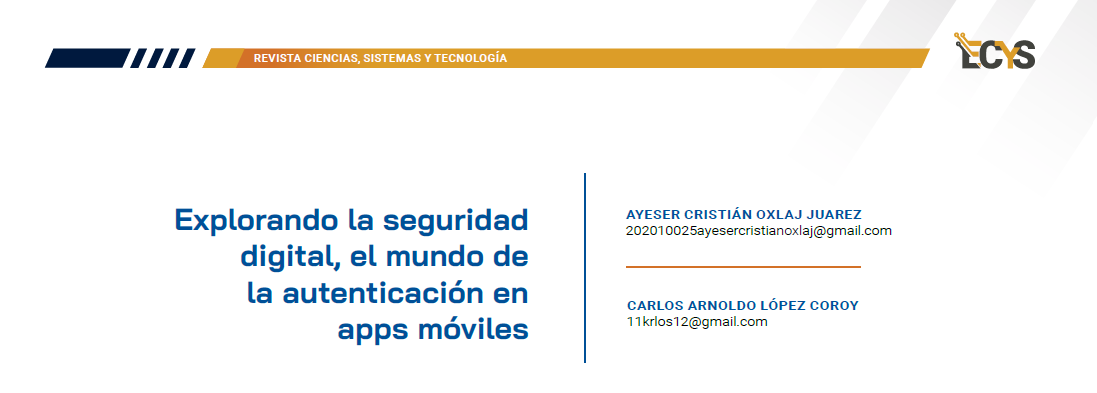 REVISTA CIENCIAS, SISTEMAS Y TECNOLOGÍA
ECYS
Explorando la seguridad
digital, el mundo de
la autenticación en
apps móviles
AYESER CRISTIÁN OXLAJ JUAREZ
202010025ayesercristianoxlaj@gmail.com
CARLOS ARNOLDO LÓPEZ COROY
11krlos12@gmail.com